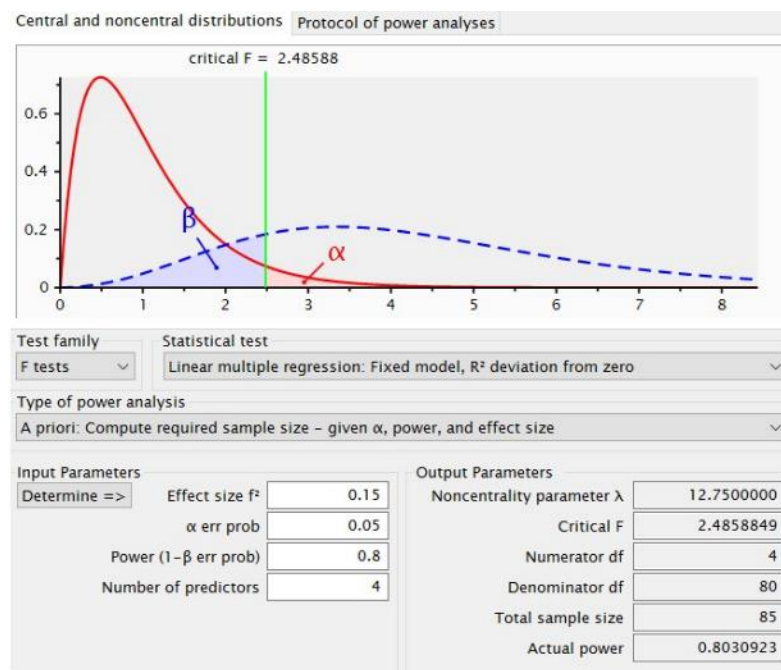 Central and noncentral distributions Protocol of power analyses
critical F = 2.48588
0.6
0.4
0.2
0
β
α
0 1 2 3 4 5 6 7 8
Test family Statistical test
F tests Linear multiple regression: Fixed model, R² deviation from zero
Type of power analysis
A priori: Compute required sample size – given α, power, and effect size
Input Parameters Output Parameters
Determine => Effect size f² 0.15 Noncentrality parameter λ 12.7500000
α err prob 0.05 Critical F 2.4858849
Power (1-β err prob) 0.8 Numerator df 4
Number of predictors 4 Denominator df 80
Total sample size 85
Actual power 0.8030923